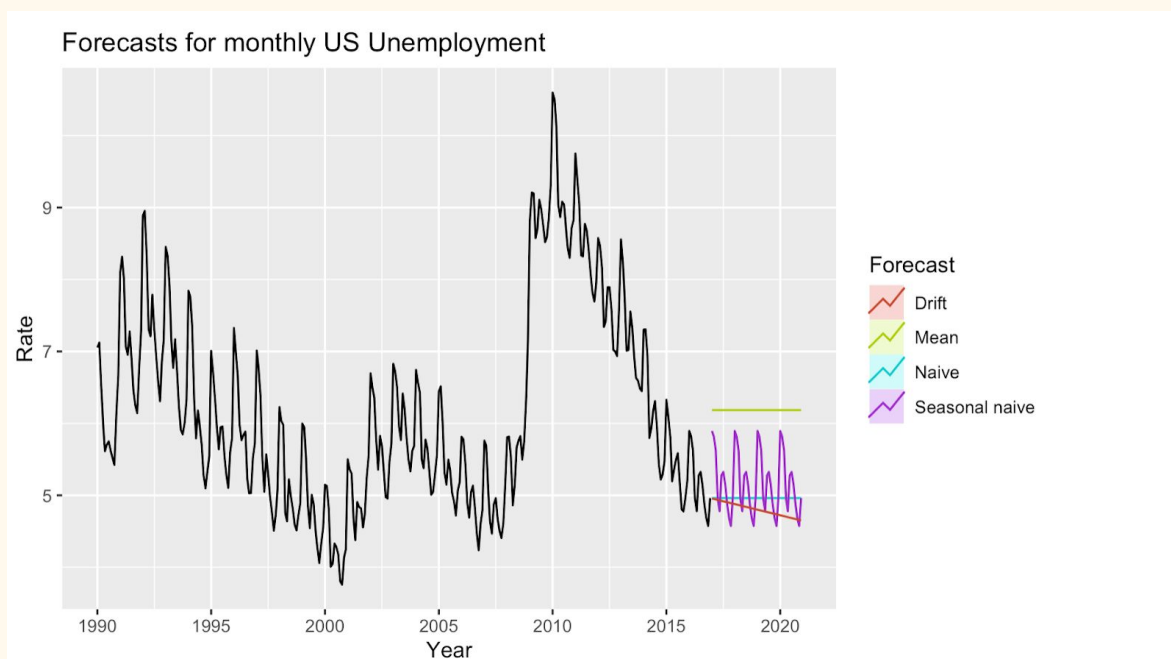 Forecasts for monthly US Unemployment
9
7
5
Rate
1990 1995 2000 2005 2010 2015 2020
Year
Forecast
Drift
Mean
Naive
Seasonal naive